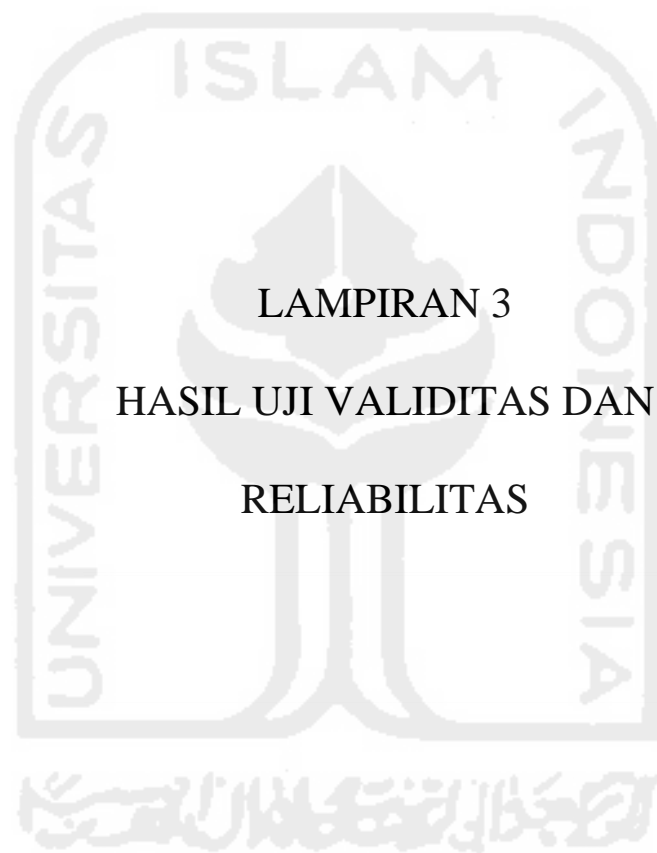 UNIVERSITAS
ISLAM
INDONESIA
LAMPIRAN 3
HASIL UJI VALIDITAS DAN
RELIABILITAS